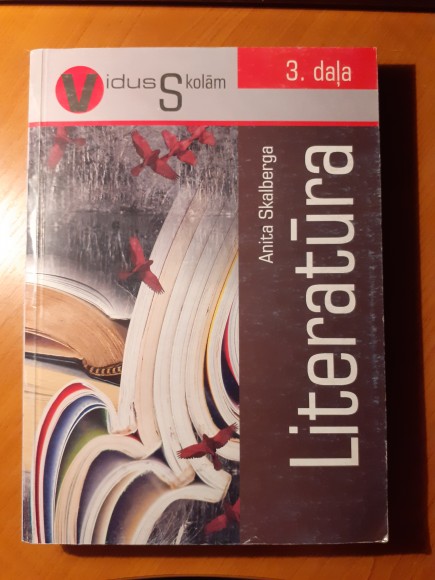 VidusSkolām
3. daļa
Anita Skalberga
Literatūra